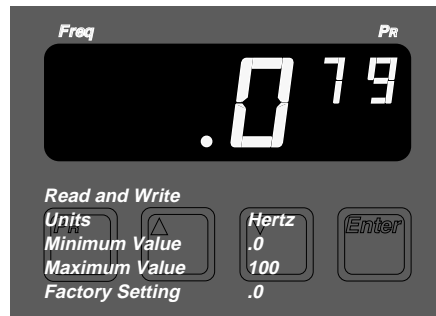 Freq PR
.0 79
Read and Write
Units Hertz
PR Enter
Minimum Value .0
Maximum Value 100
Factory Setting .0